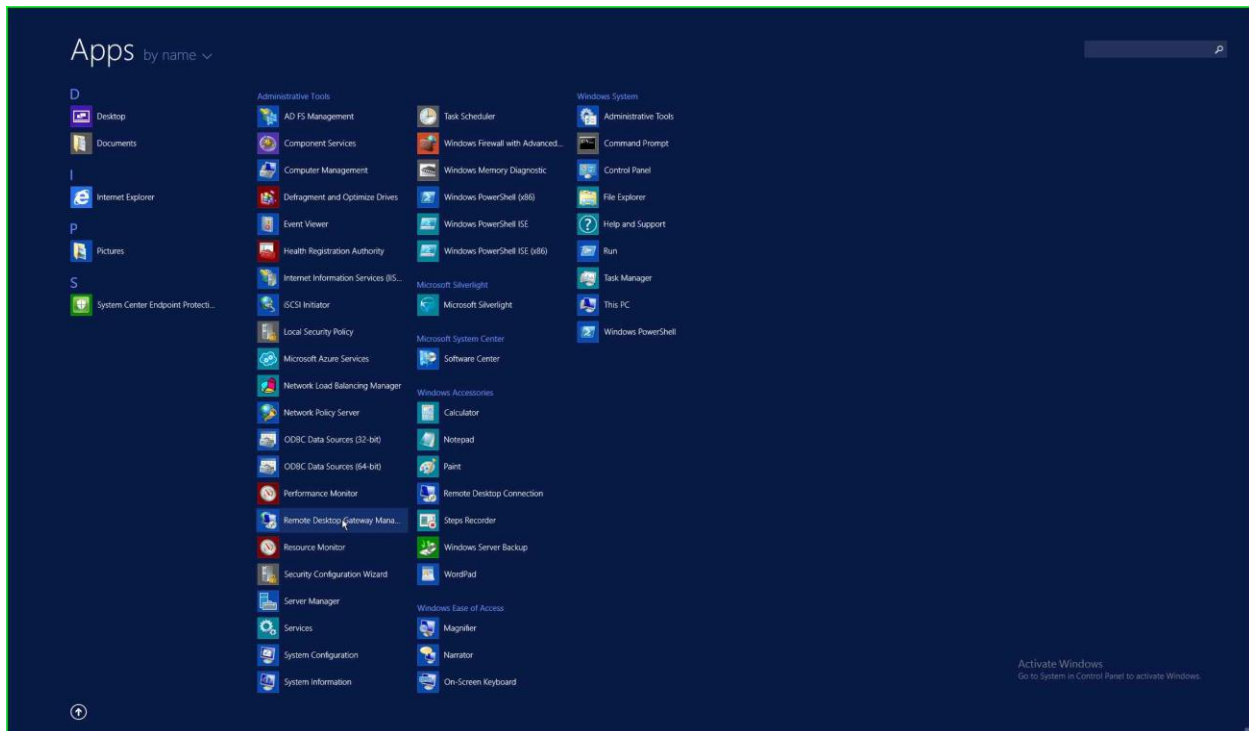 Apps by name
D
Desktop
Documents
I
Internet Explorer
P
Pictures
S
System Center Endpoint Protecti...
Administrative Tools
AD FS Management
Component Services
Computer Management
Defragment and Optimize Drives
Event Viewer
Health Registration Authority
Internet Information Services (IIS...
iSCSI Initiator
Local Security Policy
Microsoft Azure Services
Network Load Balancing Manager
Network Policy Server
ODBC Data Sources (32-bit)
ODBC Data Sources (64-bit)
Performance Monitor
Remote Desktop Gateway Mana...
Resource Monitor
Security Configuration Wizard
Server Manager
Services
System Configuration
System Information
Task Scheduler
Windows Firewall with Advanced...
Windows Memory Diagnostic
Windows PowerShell (x86)
Windows PowerShell ISE
Windows PowerShell ISE (x86)
Microsoft Silverlight
Microsoft Silverlight
Microsoft System Center
Software Center
Windows Accessories
Calculator
Notepad
Paint
Remote Desktop Connection
Steps Recorder
Windows Server Backup
WordPad
Windows Ease of Access
Magnifier
Narrator
On-Screen Keyboard
Windows System
Administrative Tools
Command Prompt
Control Panel
File Explorer
Help and Support
Run
Task Manager
This PC
Windows PowerShell
Activate Windows
Go to System in Control Panel to activate Windows.